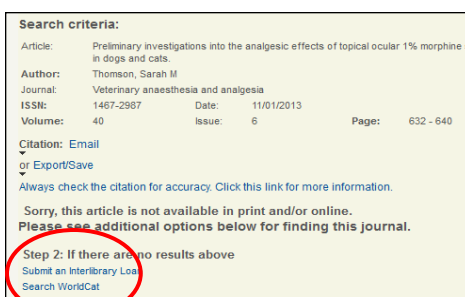 Search criteria:
Article: Preliminary investigations into the analgesic effects of topical ocular 1% morphine
in dogs and cats.
Author: Thomson, Sarah M
Journal: Veterinary anaesthesia and analgesia
ISSN: 1467-2987 Date: 11/01/2013
Volume: 40 Issue: 6 Page: 632 - 640
Citation: Email
or Export/Save
Always check the citation for accuracy. Click this link for more information.
Sorry, this article is not available in print and/or online.
Please see additional options below for finding this journal.
Step 2: If there are no results above
Submit an Interlibrary Loan
Search WorldCat